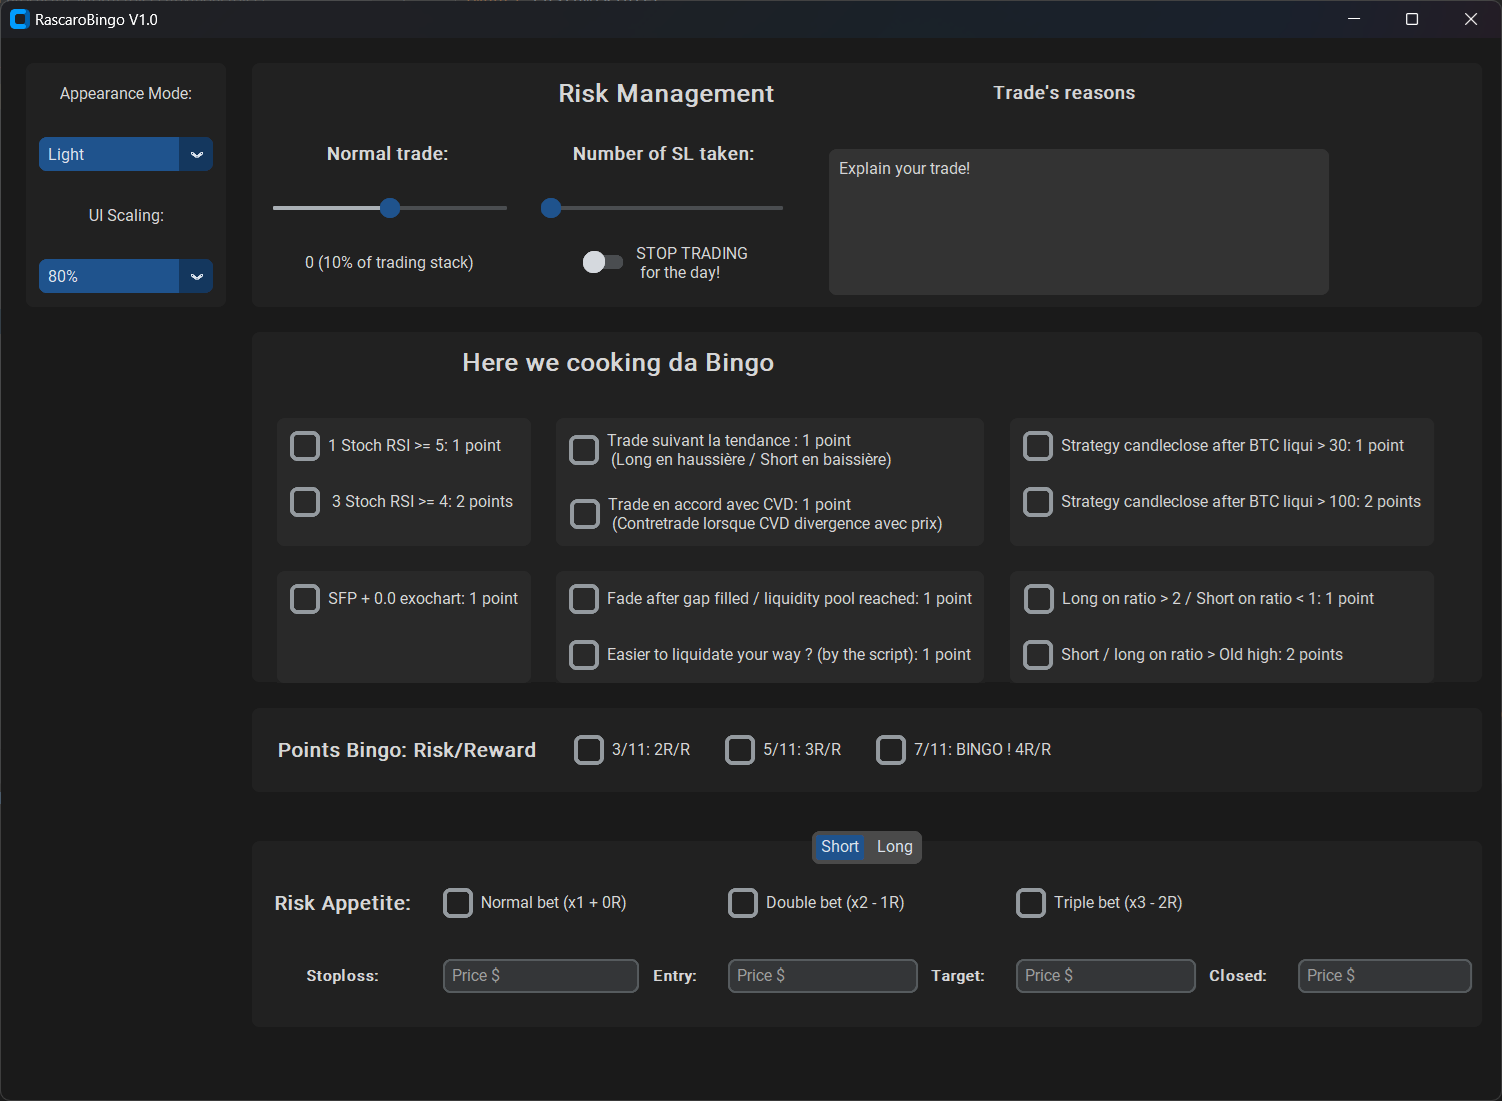 RascaroBingo V1.0
Appearance Mode:
Light
UI Scaling:
80%
Risk Management
Trade's reasons
Normal trade:
Number of SL taken:
Explain your trade!
0 (10% of trading stack)
STOP TRADING
for the day!
Here we cooking da Bingo
1 Stoch RSI >= 5: 1 point
3 Stoch RSI >= 4: 2 points
Trade suivant la tendance : 1 point
(Long en haussière / Short en baissière)
Trade en accord avec CVD: 1 point
(Contretrade lorsque CVD divergence avec prix)
Strategy candleclose after BTC liqui > 30: 1 point
Strategy candleclose after BTC liqui > 100: 2 points
SFP + 0.0 exochart: 1 point
Fade after gap filled / liquidity pool reached: 1 point
Easier to liquidate your way ? (by the script): 1 point
Long on ratio > 2 / Short on ratio < 1: 1 point
Short / long on ratio > Old high: 2 points
Points Bingo: Risk/Reward
3/11: 2R/R
5/11: 3R/R
7/11: BINGO ! 4R/R
Short
Long
Risk Appetite:
Normal bet (x1 + 0R)
Double bet (x2 - 1R)
Triple bet (x3 - 2R)
Stoploss:
Price $
Entry:
Price $
Target:
Price $
Closed:
Price $